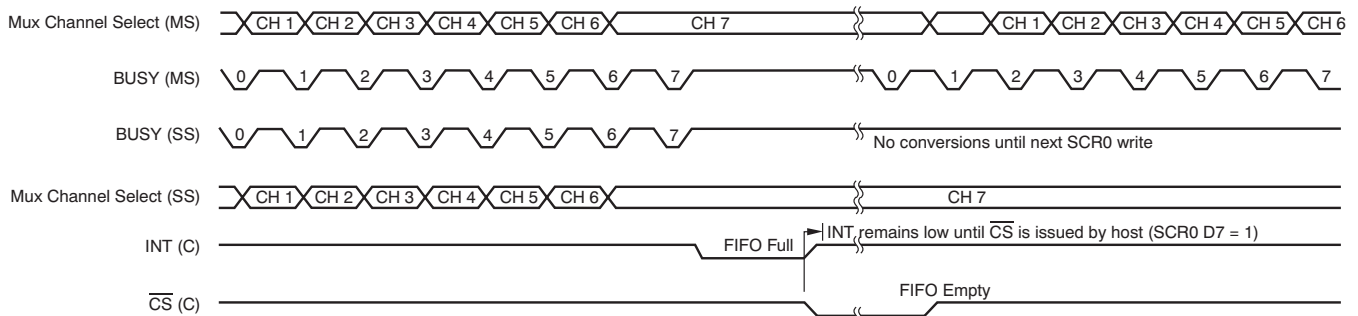 Mux Channel Select (MS) CH 1 CH 2 CH 3 CH 4 CH 5 CH 6 CH 7 CH 1 CH 2 CH 3 CH 4 CH 5 CH 6
BUSY (MS) 0 1 2 3 4 5 6 7 0 1 2 3 4 5 6 7
BUSY (SS) 0 1 2 3 4 5 6 7 No conversions until next SCR0 write
Mux Channel Select (SS) CH 1 CH 2 CH 3 CH 4 CH 5 CH 6 CH 7
INT (C) FIFO Full INT remains low until C̅S̅ is issued by host (SCR0 D7 = 1)
C̅S̅ (C) FIFO Empty